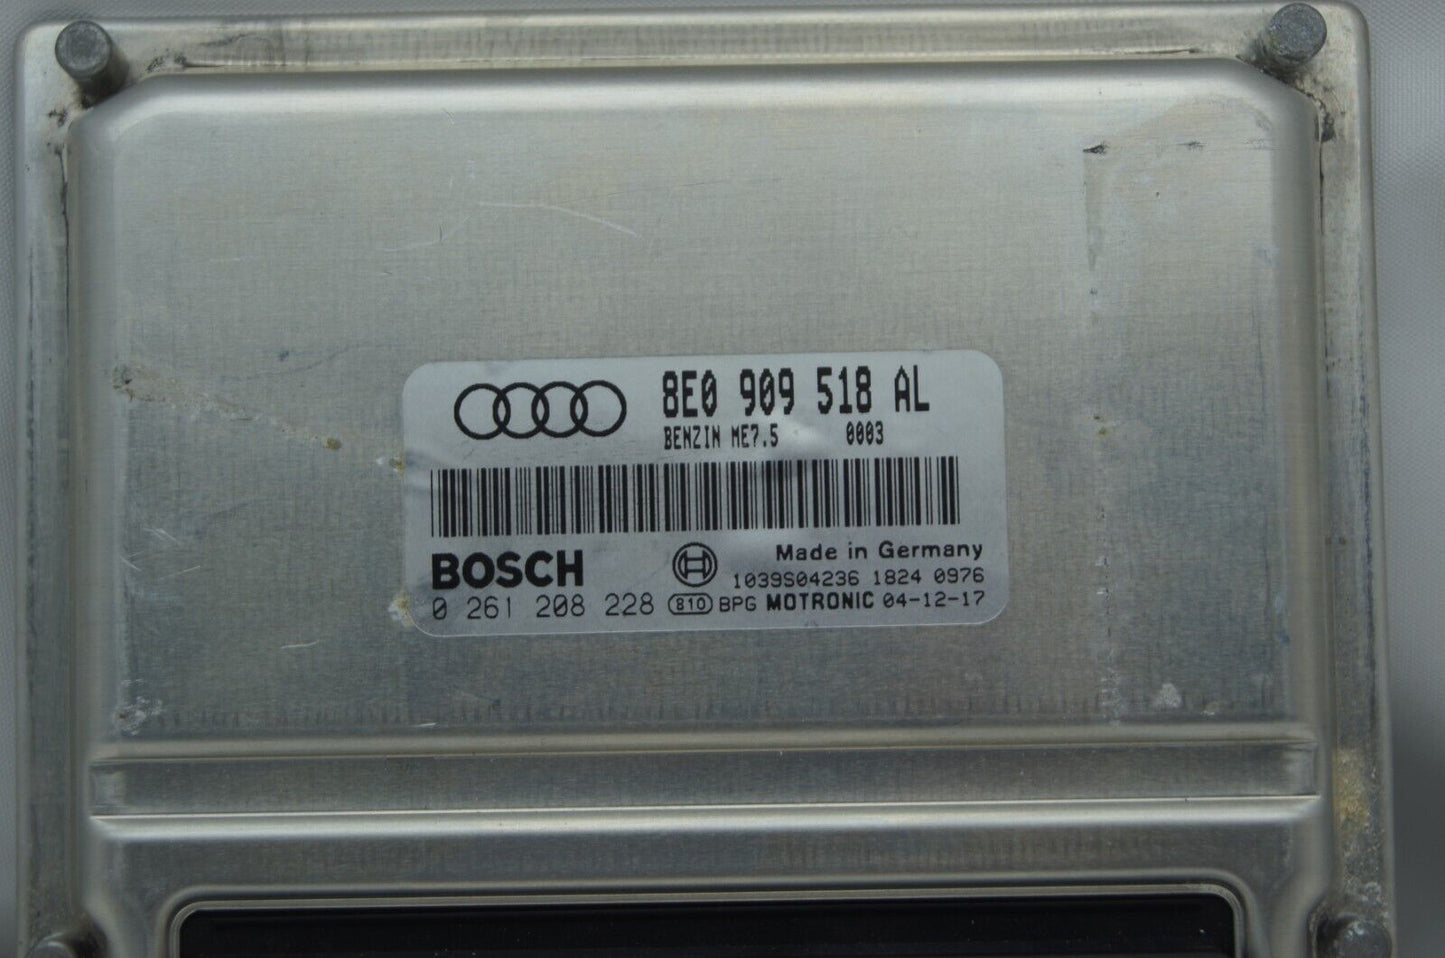 8E0 909 518 AL
BENZIN ME7.5 0003
BOSCH
Made in Germany
1039S04236 1824 0976
0 261 208 228 810 BPG MOTRONIC 04-12-17